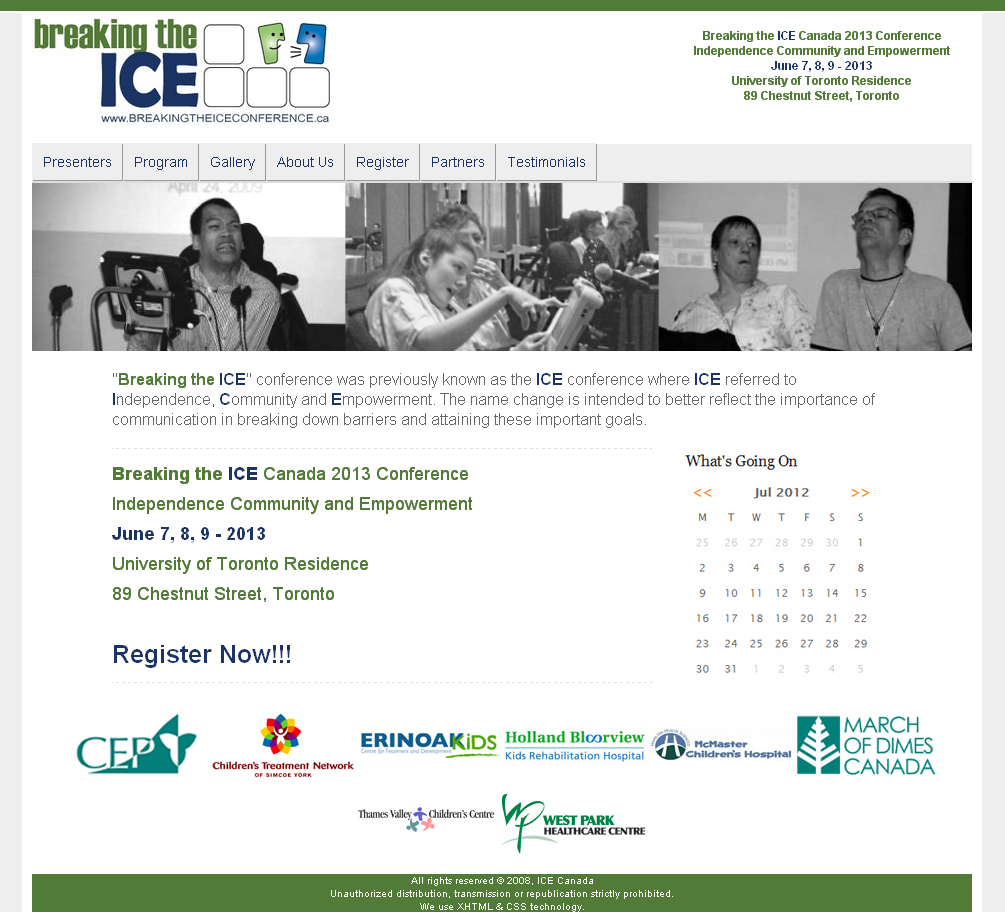 breaking the
ICE
www.BREAKINGTHEICECONFERENCE.ca
Breaking the ICE Canada 2013 Conference
Independence Community and Empowerment
June 7, 8, 9 - 2013
University of Toronto Residence
89 Chestnut Street, Toronto
Presenters Program Gallery About Us Register Partners Testimonials
April 24, 2009
"Breaking the ICE" conference was previously known as the ICE conference where ICE referred to
Independence, Community and Empowerment. The name change is intended to better reflect the importance of
communication in breaking down barriers and attaining these important goals.
Breaking the ICE Canada 2013 Conference
Independence Community and Empowerment
June 7, 8, 9 - 2013
University of Toronto Residence
89 Chestnut Street, Toronto
Register Now!!!
What's Going On
<< Jul 2012 >>
M T W T F S S
25 26 27 28 29 30 1
2 3 4 5 6 7 8
9 10 11 12 13 14 15
16 17 18 19 20 21 22
23 24 25 26 27 28 29
30 31 1 2 3 4 5
CEP
Children's Treatment Network
OF SIMCOE YORK
ERINOAKKiDS
Centre for Treatment and Development
Holland Bloorview
Kids Rehabilitation Hospital
McMaster
Children's Hospital
MARCH
OF DIMES
CANADA
Thames Valley Children's Centre
WP
WEST PARK
HEALTHCARE CENTRE
All rights reserved © 2008, ICE Canada
Unauthorized distribution, transmission or republication strictly prohibited.
We use XHTML & CSS technology.